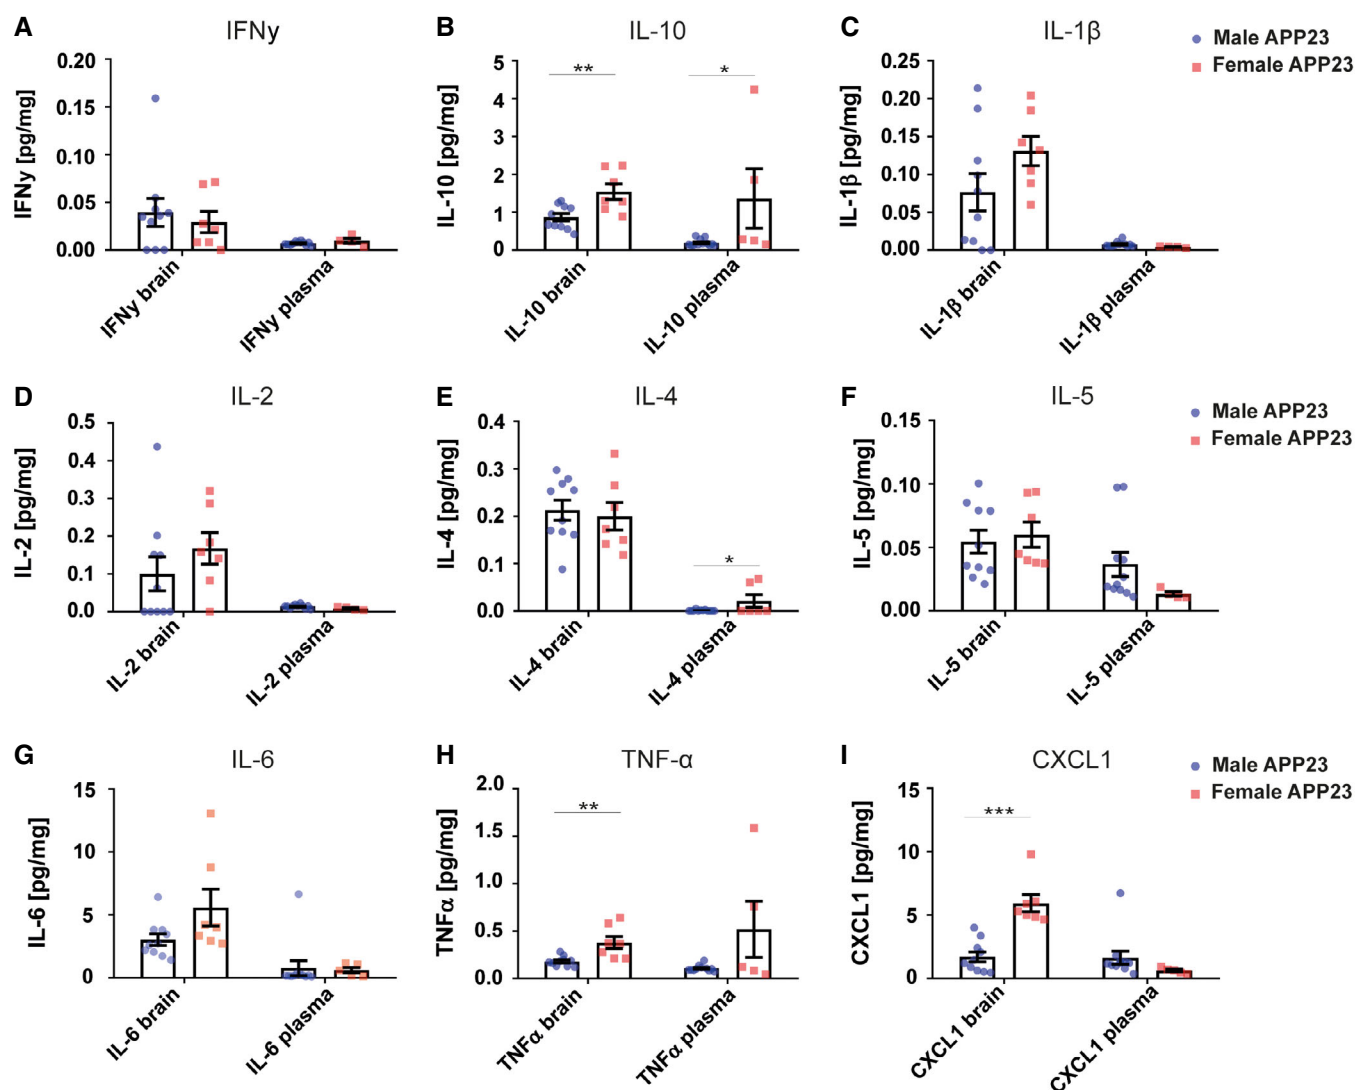 A
IFNy
IFNy [pg/mg]
0.20
0.15
0.10
0.05
0.00
IFNy brain
IFNy plasma
B
IL-10
IL-10 [pg/mg]
5
4
3
2
1
0
**
*
IL-10 brain
IL-10 plasma
C
IL-1β
IL-1β [pg/mg]
0.25
0.20
0.15
0.10
0.05
0.00
IL-1β brain
IL-1β plasma
Male APP23
Female APP23
D
IL-2
IL-2 [pg/mg]
0.5
0.4
0.3
0.2
0.1
0.0
IL-2 brain
IL-2 plasma
E
IL-4
IL-4 [pg/mg]
0.4
0.3
0.2
0.1
0.0
*
IL-4 brain
IL-4 plasma
F
IL-5
IL-5 [pg/mg]
0.15
0.10
0.05
0.00
IL-5 brain
IL-5 plasma
Male APP23
Female APP23
G
IL-6
IL-6 [pg/mg]
15
10
5
0
IL-6 brain
IL-6 plasma
H
TNF-α
TNFα [pg/mg]
2.0
1.5
1.0
0.5
0.0
**
TNFα brain
TNFα plasma
I
CXCL1
CXCL1 [pg/mg]
15
10
5
0
***
CXCL1 brain
CXCL1 plasma
Male APP23
Female APP23